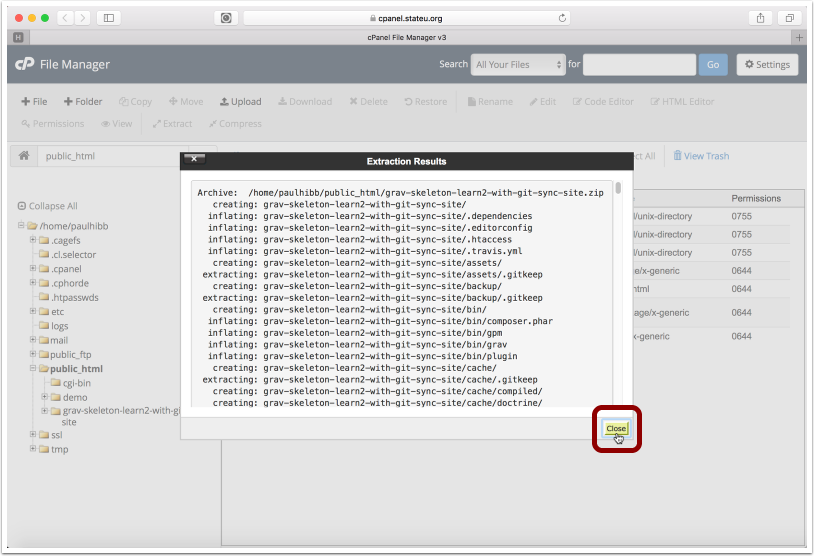 cpanel.stateu.org
H
cPanel File Manager v3
cP File Manager
Search All Your Files for Go Settings
File Folder Copy Move Upload Download Delete Restore Rename Edit Code Editor HTML Editor
Permissions View Extract Compress
public_html
ct All View Trash
Extraction Results
Collapse All
/home/paulhibb
.cagefs
.cl.selector
.cpanel
.cphorde
.htpasswds
etc
logs
mail
public_ftp
public_html
cgi-bin
demo
grav-skeleton-learn2-with-gi
site
ssl
tmp
Archive: /home/paulhibb/public_html/grav-skeleton-learn2-with-git-sync-site.zip
creating: grav-skeleton-learn2-with-git-sync-site/
inflating: grav-skeleton-learn2-with-git-sync-site/.dependencies
inflating: grav-skeleton-learn2-with-git-sync-site/.editorconfig
inflating: grav-skeleton-learn2-with-git-sync-site/.htaccess
inflating: grav-skeleton-learn2-with-git-sync-site/.travis.yml
creating: grav-skeleton-learn2-with-git-sync-site/assets/
extracting: grav-skeleton-learn2-with-git-sync-site/assets/.gitkeep
creating: grav-skeleton-learn2-with-git-sync-site/backup/
extracting: grav-skeleton-learn2-with-git-sync-site/backup/.gitkeep
creating: grav-skeleton-learn2-with-git-sync-site/bin/
inflating: grav-skeleton-learn2-with-git-sync-site/bin/composer.phar
inflating: grav-skeleton-learn2-with-git-sync-site/bin/gpm
inflating: grav-skeleton-learn2-with-git-sync-site/bin/grav
inflating: grav-skeleton-learn2-with-git-sync-site/bin/plugin
creating: grav-skeleton-learn2-with-git-sync-site/cache/
extracting: grav-skeleton-learn2-with-git-sync-site/cache/.gitkeep
creating: grav-skeleton-learn2-with-git-sync-site/cache/compiled/
creating: grav-skeleton-learn2-with-git-sync-site/cache/doctrine/
Close
Permissions
l/unix-directory 0755
l/unix-directory 0755
l/unix-directory 0755
e/x-generic 0644
html 0644
age/x-generic 0644
x-generic 0644